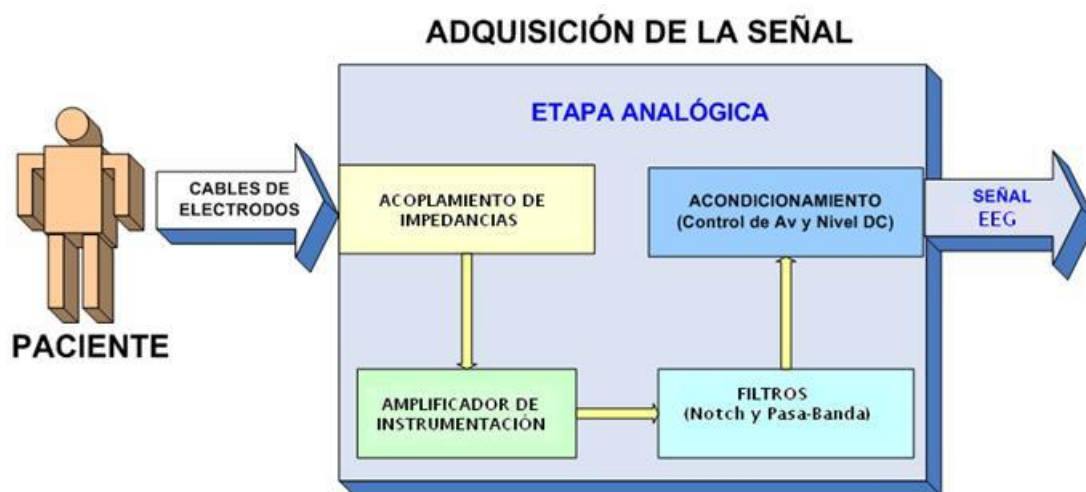 ADQUISICIÓN DE LA SEÑAL
ETAPA ANALÓGICA
PACIENTE
CABLES DE
ELECTRODOS
ACOPLAMIENTO DE
IMPEDANCIAS
AMPLIFICADOR DE
INSTRUMENTACIÓN
FILTROS
(Notch y Pasa-Banda)
ACONDICIONAMIENTO
(Control de Av y Nivel DC)
SEÑAL
EEG